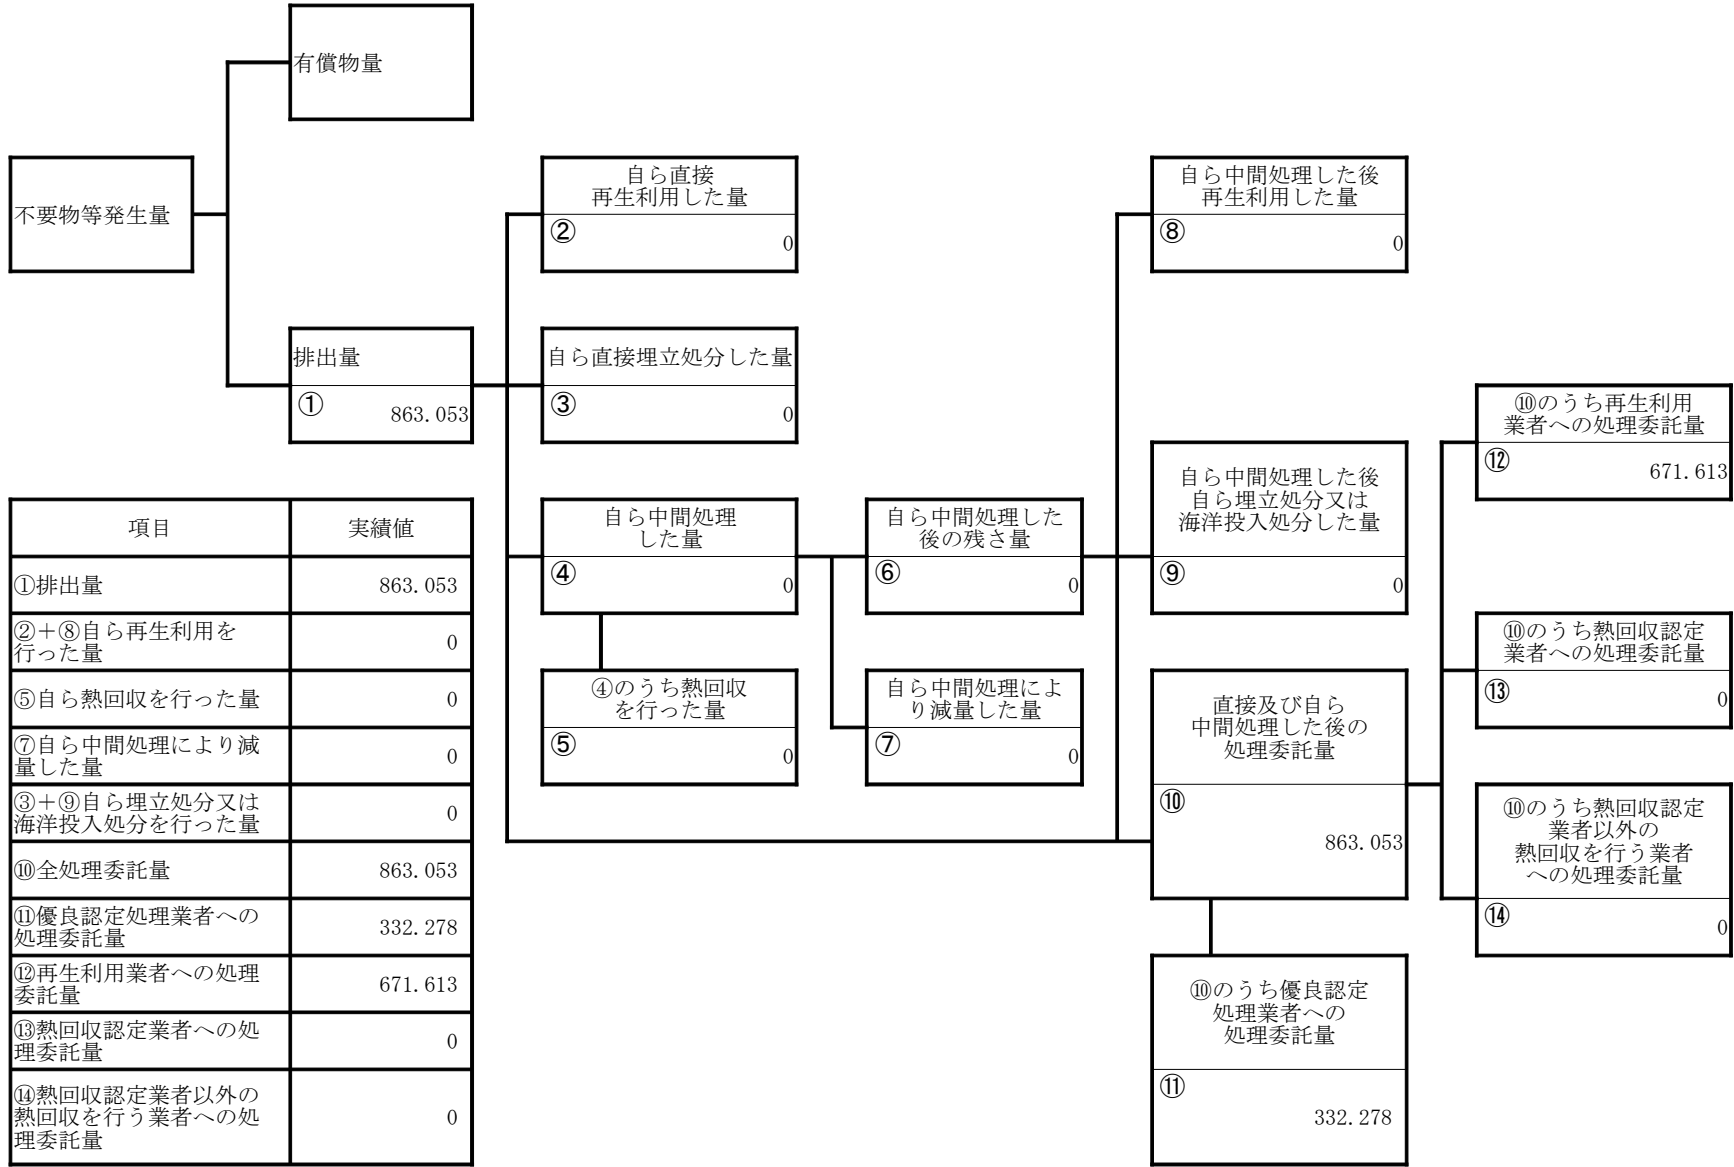 有償物量
不要物等発生量
排出量
①
863.053
自ら直接
再生利用した量
②
0
自ら直接埋立処分した量
③
0
自ら中間処理
した量
④
0
④のうち熱回収
を行った量
⑤
0
自ら中間処理した
後の残さ量
⑥
0
自ら中間処理によ
り減量した量
⑦
0
自ら中間処理した後
再生利用した量
⑧
0
自ら中間処理した後
自ら埋立処分又は
海洋投入処分した量
⑨
0
直接及び自ら
中間処理した後の
処理委託量
⑩
863.053
⑩のうち優良認定
処理業者への
処理委託量
⑪
332.278
⑩のうち再生利用
業者への処理委託量
⑫
671.613
⑩のうち熱回収認定
業者への処理委託量
⑬
0
⑩のうち熱回収認定
業者以外の
熱回収を行う業者
への処理委託量
⑭
0
項目 実績値
①排出量 863.053
②+⑧自ら再生利用を
行った量 0
⑤自ら熱回収を行った量 0
⑦自ら中間処理により減
量した量 0
③+⑨自ら埋立処分又は
海洋投入処分を行った量 0
⑩全処理委託量 863.053
⑪優良認定処理業者への
処理委託量 332.278
⑫再生利用業者への処理
委託量 671.613
⑬熱回収認定業者への処
理委託量 0
⑭熱回収認定業者以外の
熱回収を行う業者への処
理委託量 0